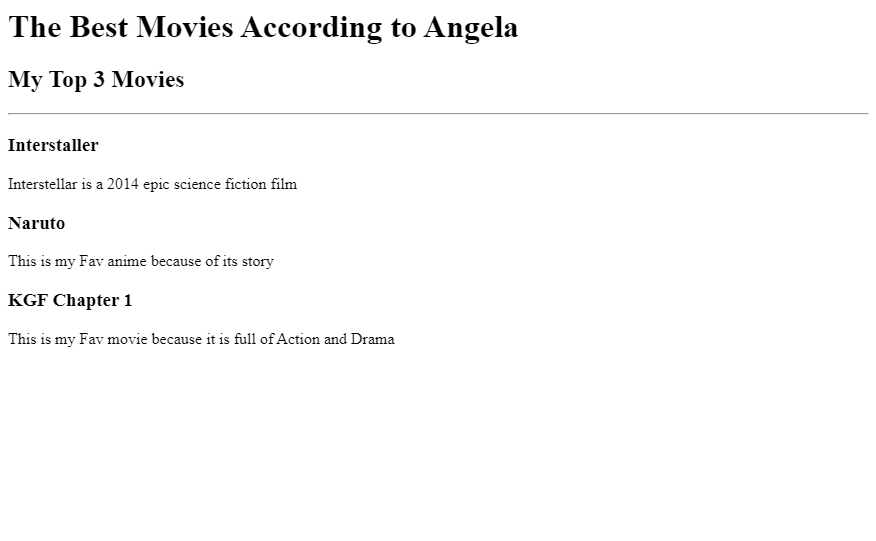 The Best Movies According to Angela
My Top 3 Movies
Interstaller
Interstellar is a 2014 epic science fiction film
Naruto
This is my Fav anime because of its story
KGF Chapter 1
This is my Fav movie because it is full of Action and Drama